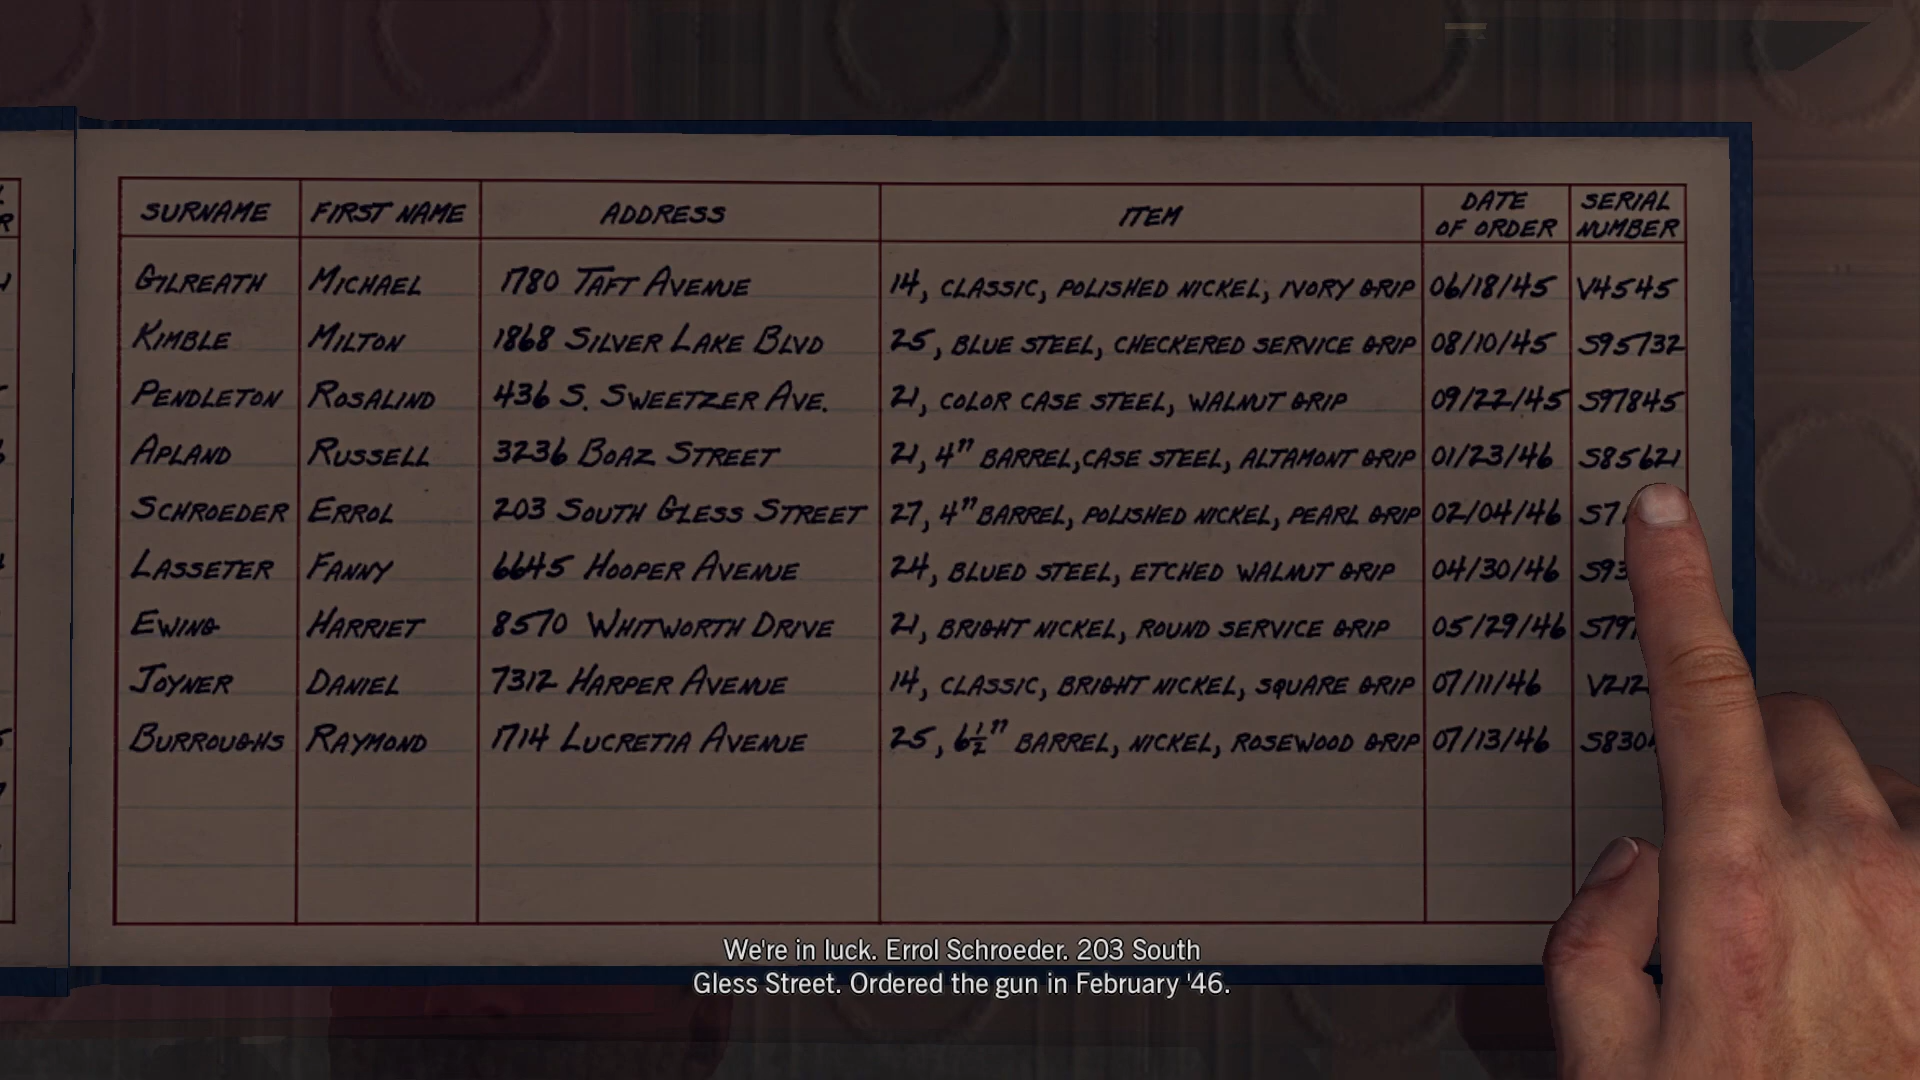 SURNAME FIRST NAME ADDRESS ITEM DATE OF ORDER SERIAL NUMBER
GILREATH MICHAEL 1780 TAFT AVENUE 14, CLASSIC, POLISHED NICKEL, IVORY GRIP 06/18/45 V4545
KIMBLE MILTON 1868 SILVER LAKE BLVD 25, BLUE STEEL, CHECKERED SERVICE GRIP 08/10/45 S95732
PENDLETON ROSALIND 436 S. SWEETZER AVE. 21, COLOR CASE STEEL, WALNUT GRIP 09/22/45 S97845
APLAND RUSSELL 3236 BOAZ STREET 21, 4" BARREL, CASE STEEL, ALTAMONT GRIP 01/23/46 S85621
SCHROEDER ERROL 203 SOUTH GLESS STREET 27, 4" BARREL, POLISHED NICKEL, PEARL GRIP 02/04/46
LASSETER FANNY 6645 HOOPER AVENUE 24, BLUED STEEL, ETCHED WALNUT GRIP 04/30/46
EWING HARRIET 8570 WHITWORTH DRIVE 21, BRIGHT NICKEL, ROUND SERVICE GRIP 05/29/46
JOYNER DANIEL 7312 HARPER AVENUE 14, CLASSIC, BRIGHT NICKEL, SQUARE GRIP 07/11/46
BURROUGHS RAYMOND 1714 LUCRETIA AVENUE 25, 6½" BARREL, NICKEL, ROSEWOOD GRIP 07/13/46
We're in luck. Errol Schroeder. 203 South
Gless Street. Ordered the gun in February '46.